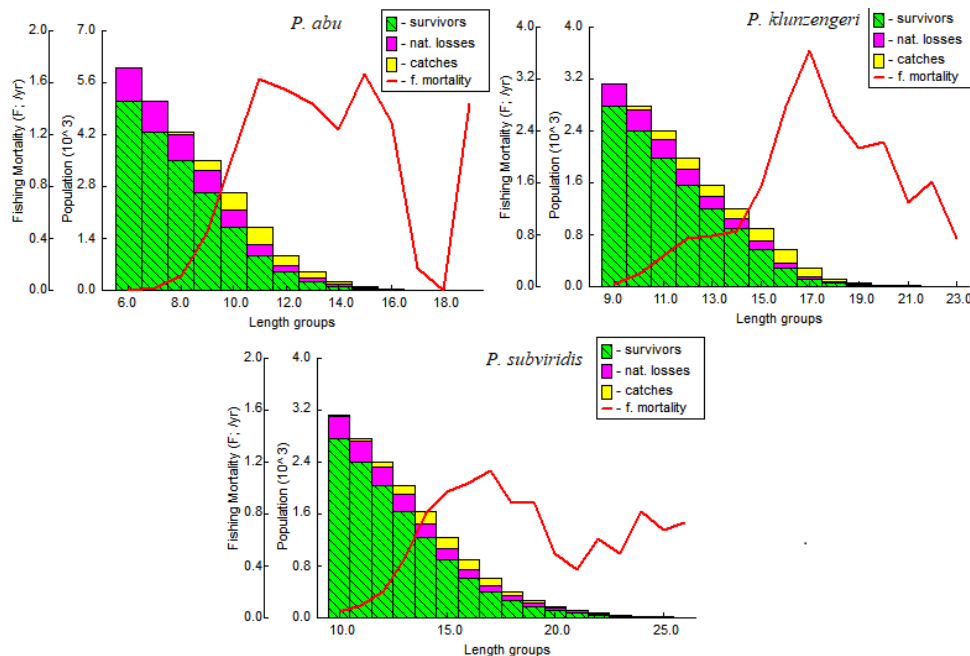 P. abu
- survivors
- nat. losses
- catches
- f. mortality
Fishing Mortality (F; /yr)
2.0
1.6
1.2
0.8
0.4
0.0
Population (10^ 3)
7.0
5.6
4.2
2.8
1.4
0.0
6.0 8.0 10.0 12.0 14.0 16.0 18.0
Length groups
P. klunzengeri
- survivors
- nat. losses
- catches
- f. mortality
Fishing Mortality (F; /yr)
4.0
3.2
2.4
1.6
0.8
0.0
Population (10^ 3)
4.0
3.2
2.4
1.6
0.8
0.0
9.0 11.0 13.0 15.0 17.0 19.0 21.0 23.0
Length groups
P. subviridis
- survivors
- nat. losses
- catches
- f. mortality
Fishing Mortality (F; /yr)
2.0
1.6
1.2
0.8
0.4
0.0
Population (10^ 3)
4.0
3.2
2.4
1.6
0.8
0.0
10.0 15.0 20.0 25.0
Length groups